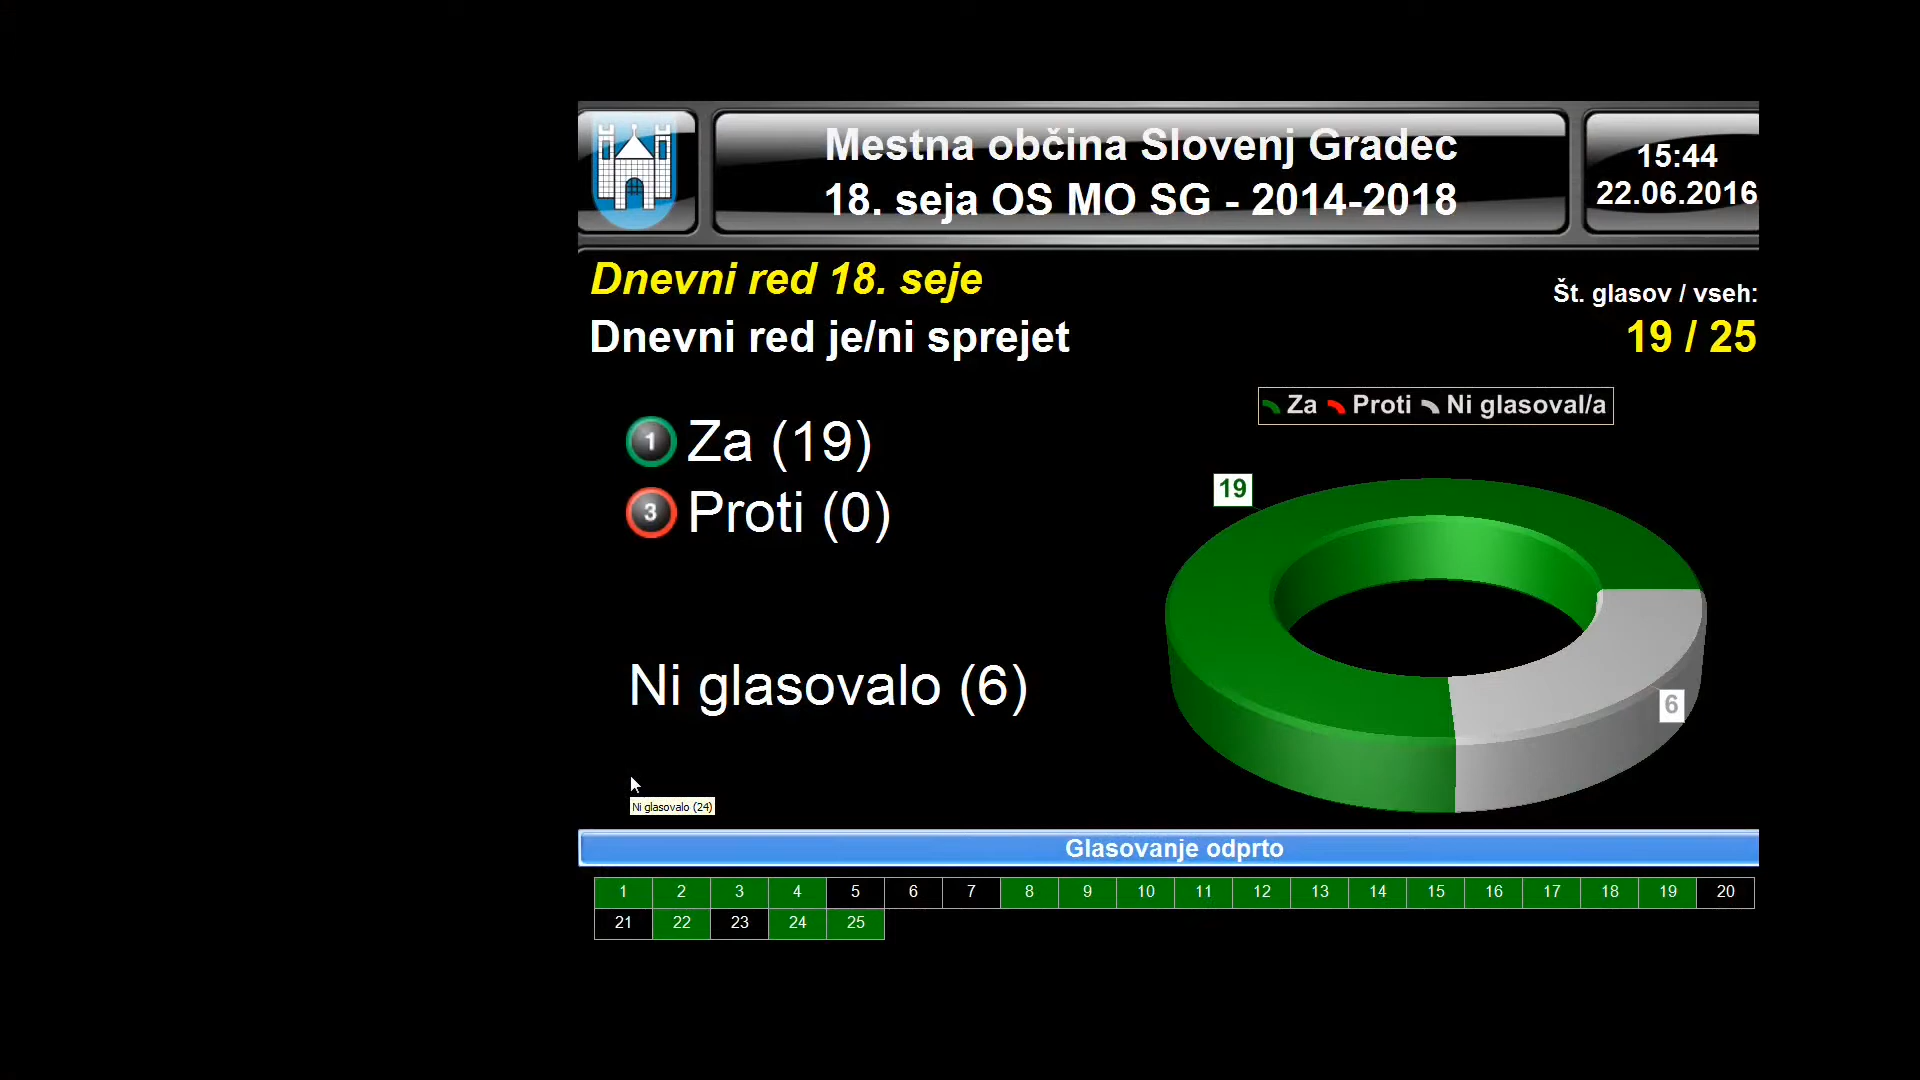 Mestna občina Slovenj Gradec
18. seja OS MO SG - 2014-2018
15:44
22.06.2016
Dnevni red 18. seje
Dnevni red je/ni sprejet
Št. glasov / vseh:
19 / 25
Za Proti Ni glasoval/a
1 Za (19)
3 Proti (0)
Ni glasovalo (6)
19
6
Ni glasovalo (24)
Glasovanje odprto
1 2 3 4 5 6 7 8 9 10 11 12 13 14 15 16 17 18 19 20
21 22 23 24 25